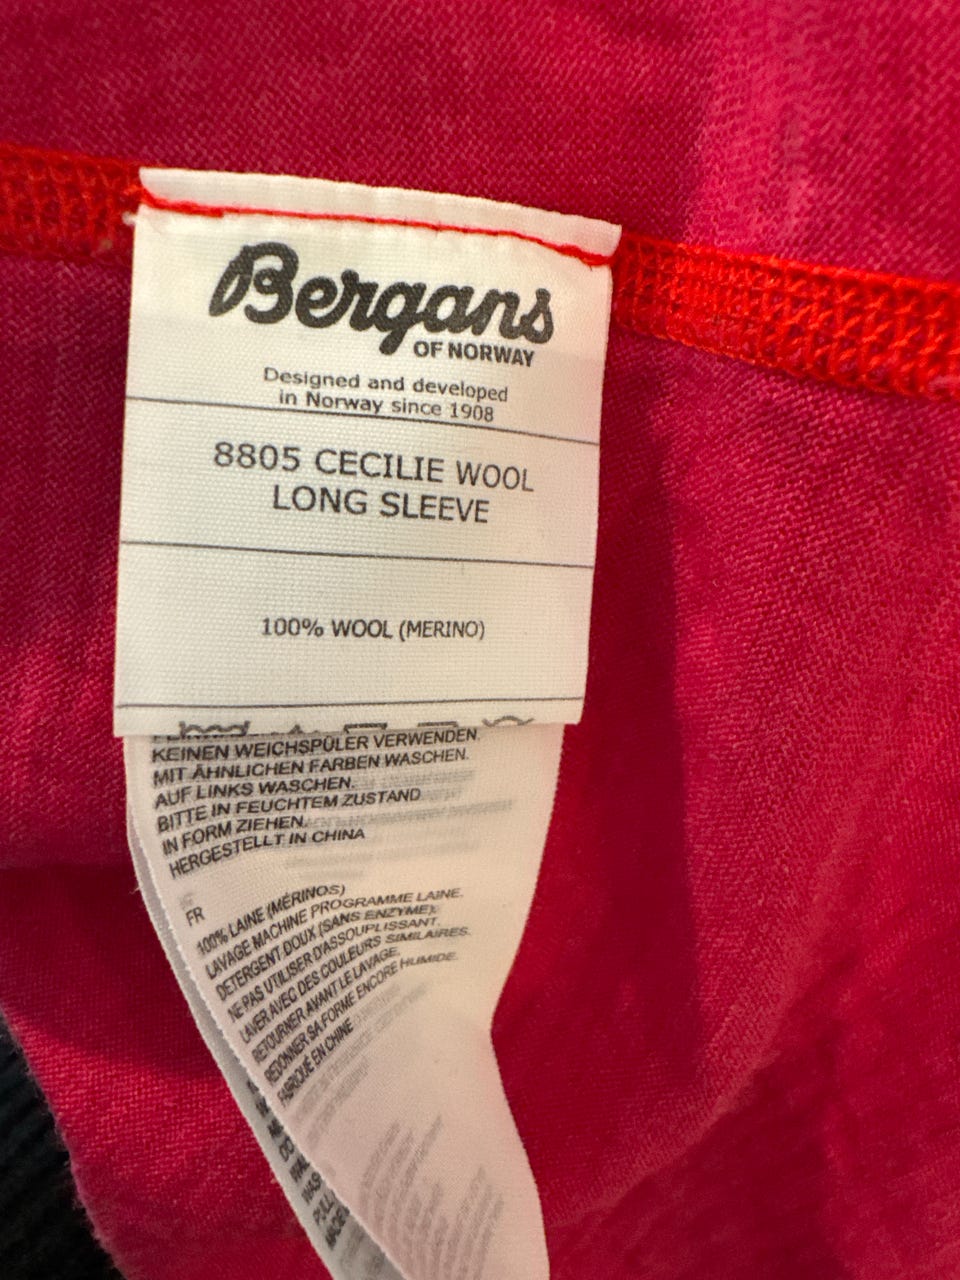 Bergans
OF NORWAY
Designed and developed
in Norway since 1908
8805 CECILIE WOOL
LONG SLEEVE
100% WOOL (MERINO)
KEINEN WEICHSPÜLER VERWENDEN.
MIT ÄHNLICHEN FARBEN WASCHEN.
AUF LINKS WASCHEN.
BITTE IN FEUCHTEM ZUSTAND
IN FORM ZIEHEN.
HERGESTELLT IN CHINA
FR
100% LAINE (MÉRINOS)
LAVAGE MACHINE PROGRAMME LAINE.
DETERGENT DOUX (SANS ENZYME).
NE PAS UTILISER D'ASSOUPLISSANT.
LAVER AVEC DES COULEURS SIMILAIRES.
RETOURNER AVANT LE LAVAGE.
REDONNER SA FORME ENCORE HUMIDE.
FABRIQUÉ EN CHINE